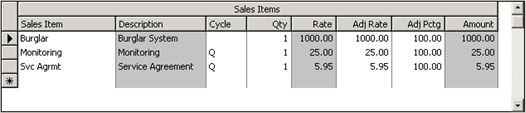 Sales Items
Sales Item Description Cycle Qty Rate Adj Rate Adj Pctg Amount
Burglar Burglar System 1 1000.00 1000.00 100.00 1000.00
Monitoring Monitoring Q 1 25.00 25.00 100.00 25.00
Svc Agrmt Service Agreement Q 1 5.95 5.95 100.00 5.95